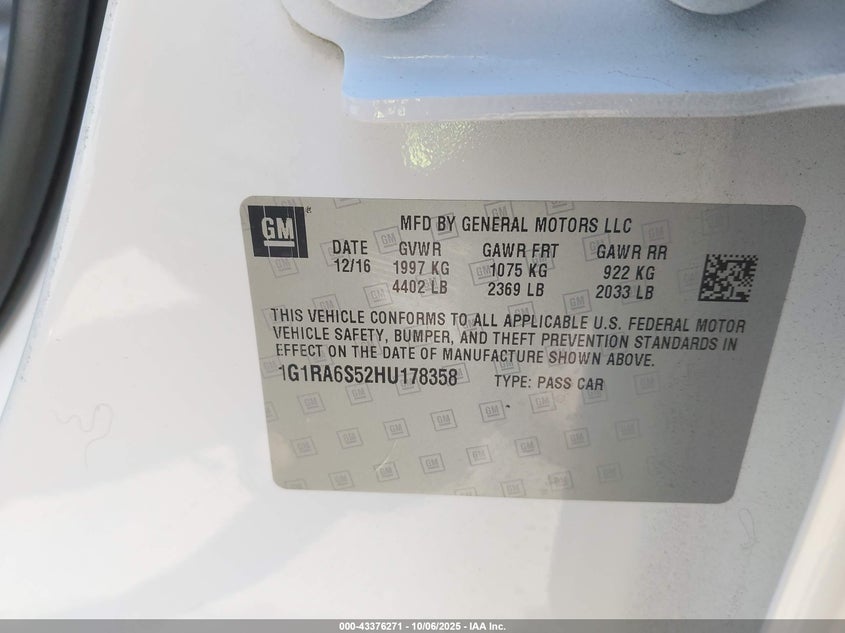 GM
MFD BY GENERAL MOTORS LLC
DATE GVWR GAWR FRT GAWR RR
12/16 1997 KG 1075 KG 922 KG
4402 LB 2369 LB 2033 LB
THIS VEHICLE CONFORMS TO ALL APPLICABLE U.S. FEDERAL MOTOR
VEHICLE SAFETY, BUMPER, AND THEFT PREVENTION STANDARDS IN
EFFECT ON THE DATE OF MANUFACTURE SHOWN ABOVE.
1G1RA6S52HU178358 TYPE: PASS CAR
000-43376271 - 10/06/2025 - IAA Inc.